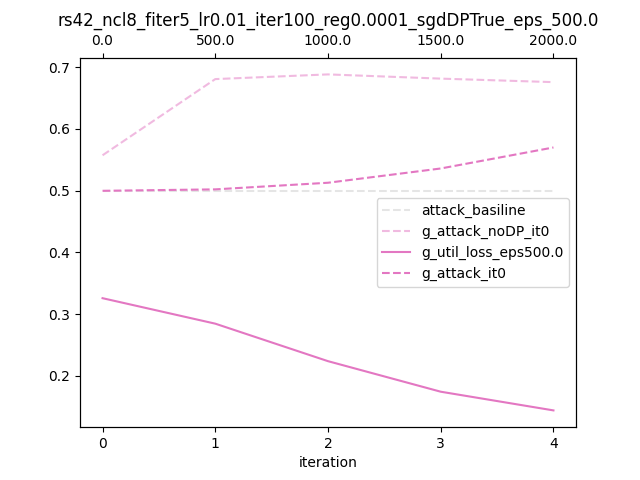 rs42_ncl8_fiter5_lr0.01_iter100_reg0.0001_sgdDPTrue_eps_500.0
0.0 500.0 1000.0 1500.0 2000.0
0.7
0.6
0.5
0.4
0.3
0.2
attack_basiline
g_attack_noDP_it0
g_util_loss_eps500.0
g_attack_it0
0 1 2 3 4
iteration